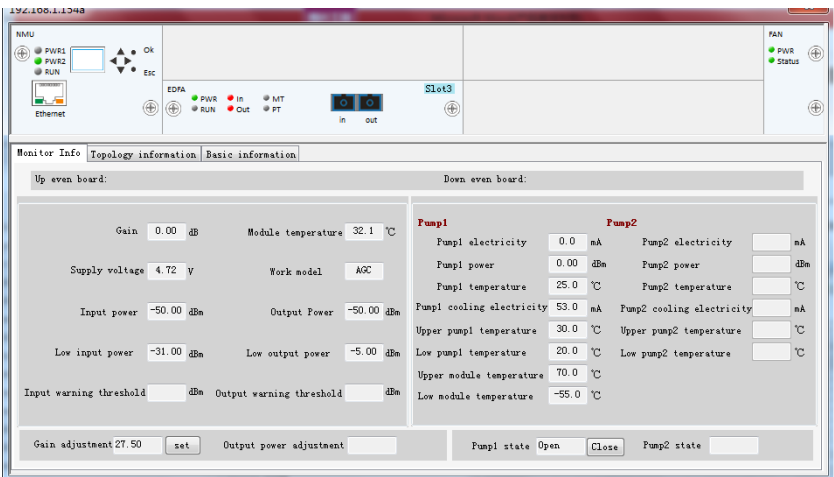 192.168.1.154a
NMU
PWR1
PWR2
RUN
Ok
Esc
Ethernet
EDFA
PWR In MT
RUN Out PT
in out
Slot3
FAN
PWR
Status
Monitor Info Topology information Basic information
Up even board: Down even board:
Gain 0.00 dB Module temperature 32.1 ℃
Supply voltage 4.72 V Work model AGC
Input power -50.00 dBm Output Power -50.00 dBm
Low input power -31.00 dBm Low output power -5.00 dBm
Input warning threshold dBm Output warning threshold dBm
Pump1 Pump2
Pump1 electricity 0.0 mA Pump2 electricity mA
Pump1 power 0.00 dBm Pump2 power dBm
Pump1 temperature 25.0 ℃ Pump2 temperature ℃
Pump1 cooling electricity 53.0 mA Pump2 cooling electricity mA
Upper pump1 temperature 30.0 ℃ Upper pump2 temperature ℃
Low pump1 temperature 20.0 ℃ Low pump2 temperature ℃
Upper module temperature 70.0 ℃
Low module temperature -55.0 ℃
Gain adjustment 27.50 set Output power adjustment Pump1 state Open Close Pump2 state